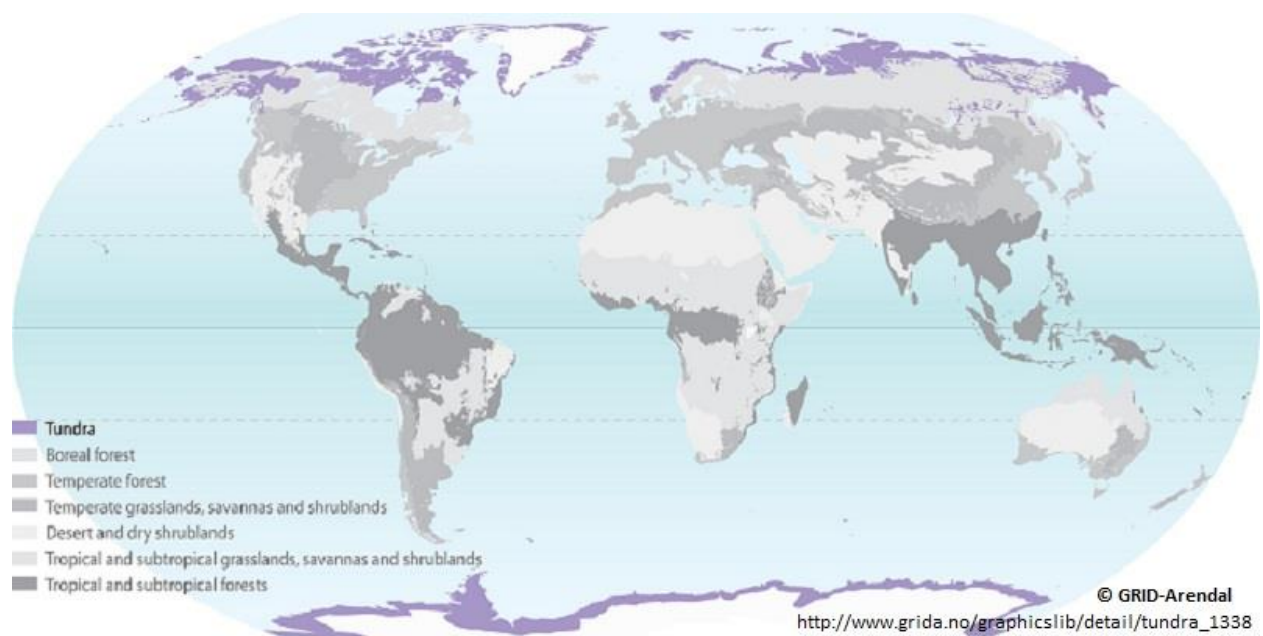 Tundra
Boreal forest
Temperate forest
Temperate grasslands, savannas and shrublands
Desert and dry shrublands
Tropical and subtropical grasslands, savannas and shrublands
Tropical and subtropical forests
© GRID-Arendal
http://www.grida.no/graphicslib/detail/tundra_1338